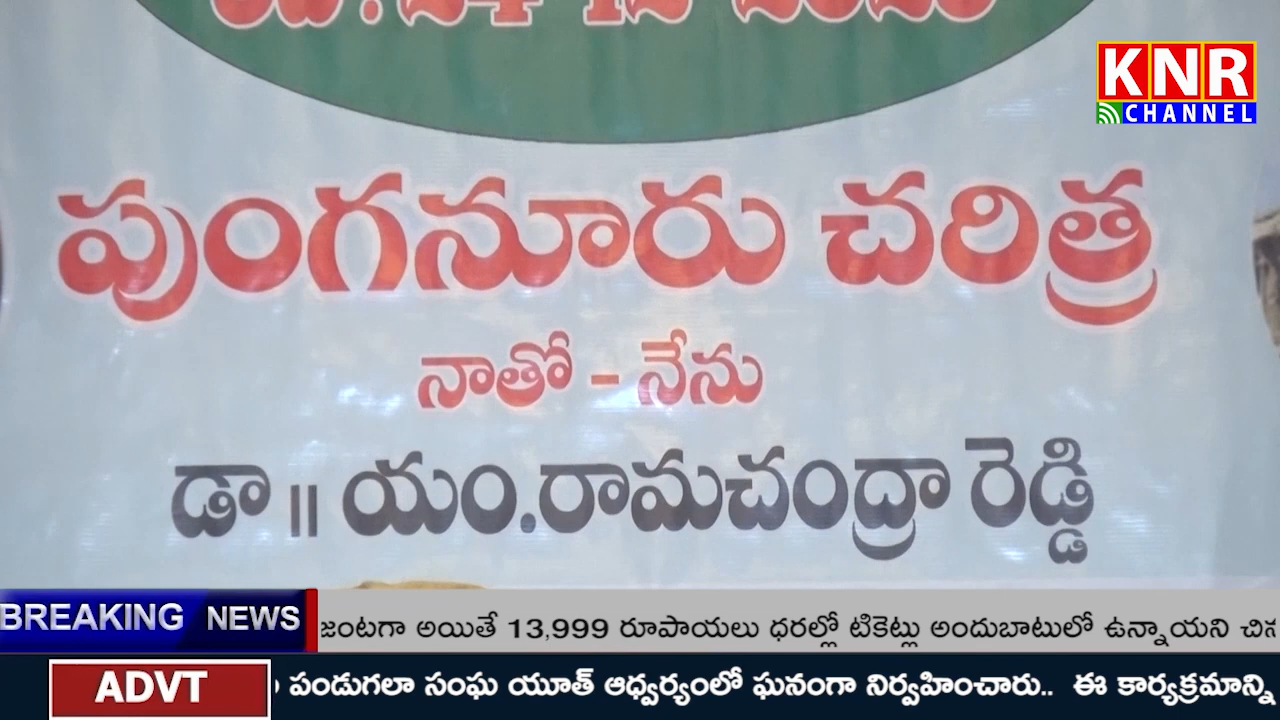 KNR
CHANNEL
పుంగనూరు చరిత్ర
నాతో - నేను
డా॥ యం.రామచంద్రా రెడ్డి
BREAKING NEWS
జంటగా అయితే 13,999 రూపాయలు ధరల్లో టికెట్లు అందుబాటులో ఉన్నాయని
ADVT
పండుగలా సంఘ యూత్ ఆధ్వర్యంలో ఘనంగా నిర్వహించారు.. ఈ కార్యక్రమాన్ని